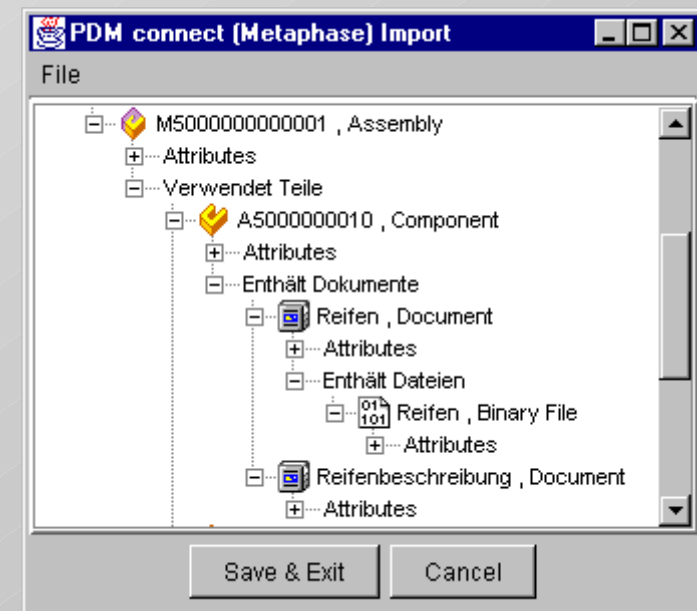 PDM connect (Metaphase) Import
File
M5000000000001 , Assembly
Attributes
Verwendet Teile
A5000000010 , Component
Attributes
Enthält Dokumente
Reifen , Document
Attributes
Enthält Dateien
01
101
Reifen , Binary File
Attributes
Reifenbeschreibung , Document
Attributes
Save & Exit
Cancel